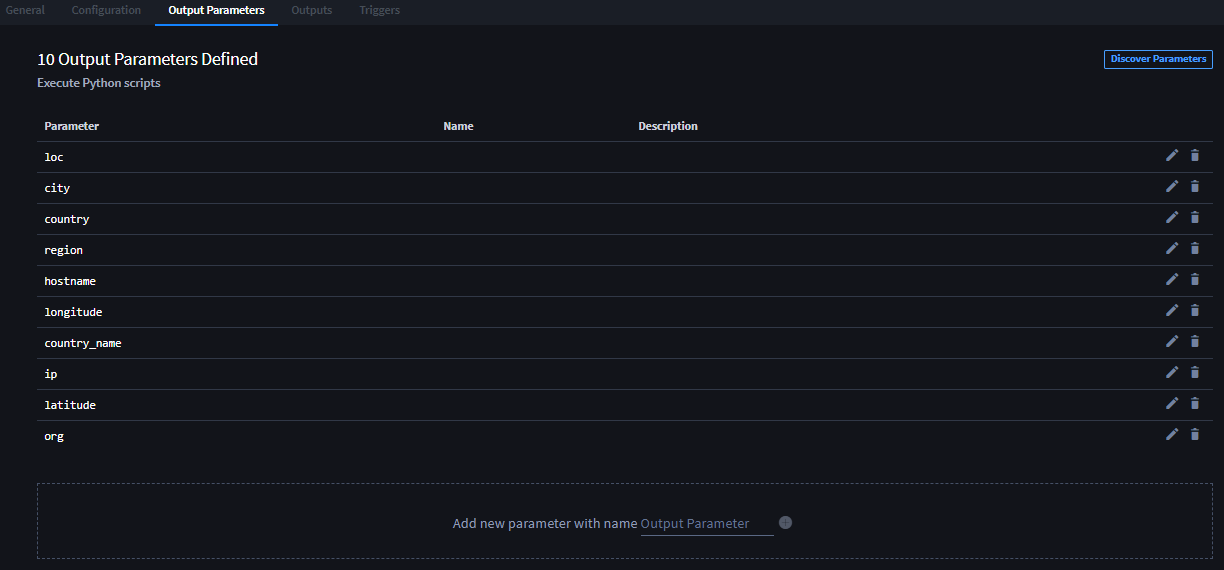 General Configuration Output Parameters Outputs Triggers
10 Output Parameters Defined
Discover Parameters
Execute Python scripts
Parameter Name Description
loc
city
country
region
hostname
longitude
country_name
ip
latitude
org
Add new parameter with name Output Parameter